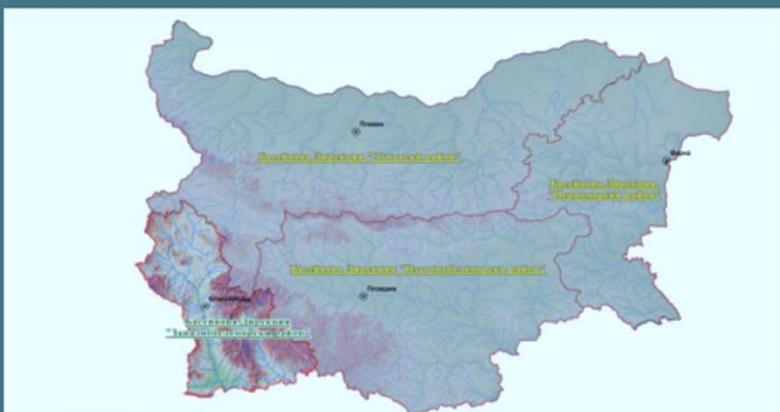 Плевен
Басейнова Дирекция "Дунавски район"
Варна
Басейнова Дирекция
"Черноморски район"
Басейнова Дирекция "Източнобеломорски район"
Пловдив
Благоевград
Басейнова Дирекция
"Западнобеломорски район"